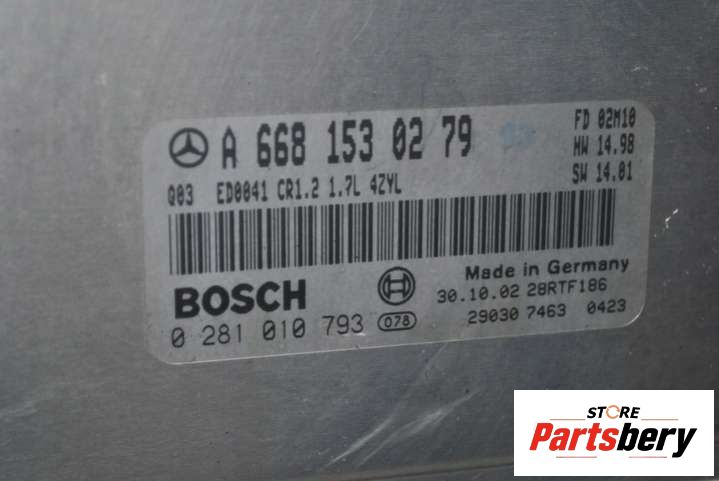 A 668 153 02 79
FD 02M10
HW 14.98
SW 14.01
Q03 ED0041 CR1.2 1.7L 4ZYL
BOSCH
Made in Germany
30.10.02 28RTF186
0 281 010 793 078
29030 7463 0423
STORE
Partsbery